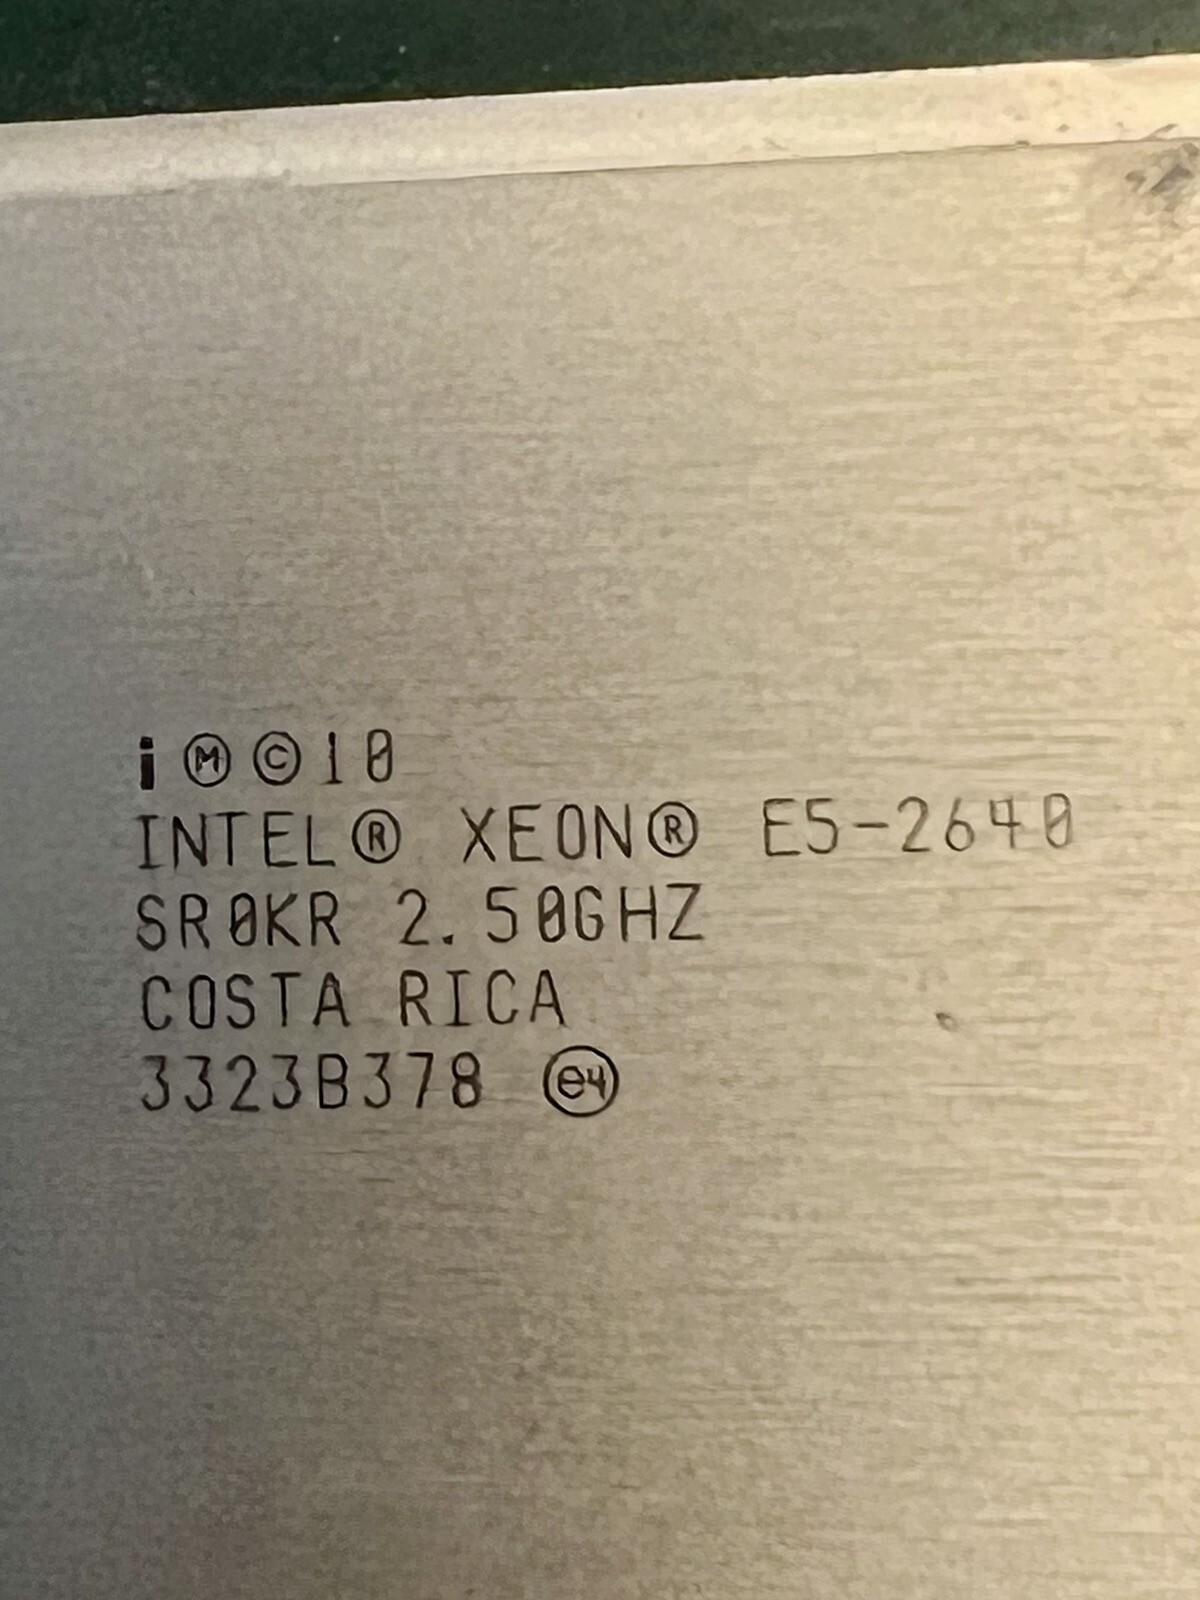 i Ⓜ © 10
INTEL® XEON® E5-2640
SR0KR 2.50GHZ
COSTA RICA
3323B378 e4